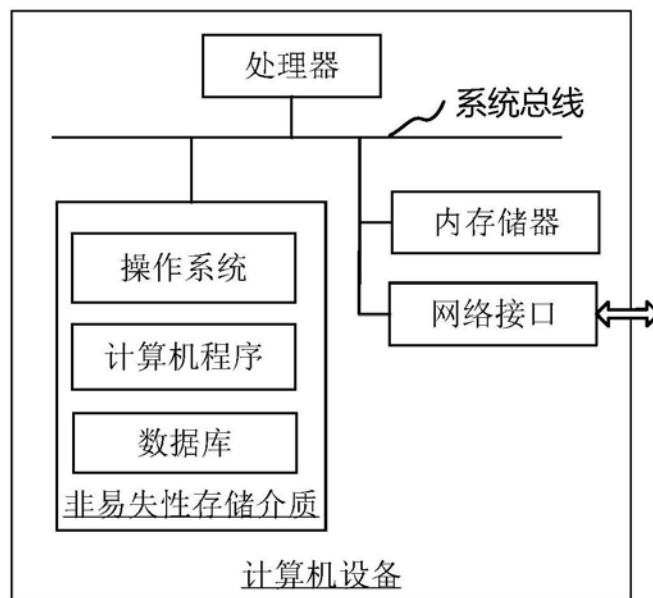 处理器
系统总线
内存储器
操作系统
网络接口
计算机程序
数据库
非易失性存储介质
计算机设备